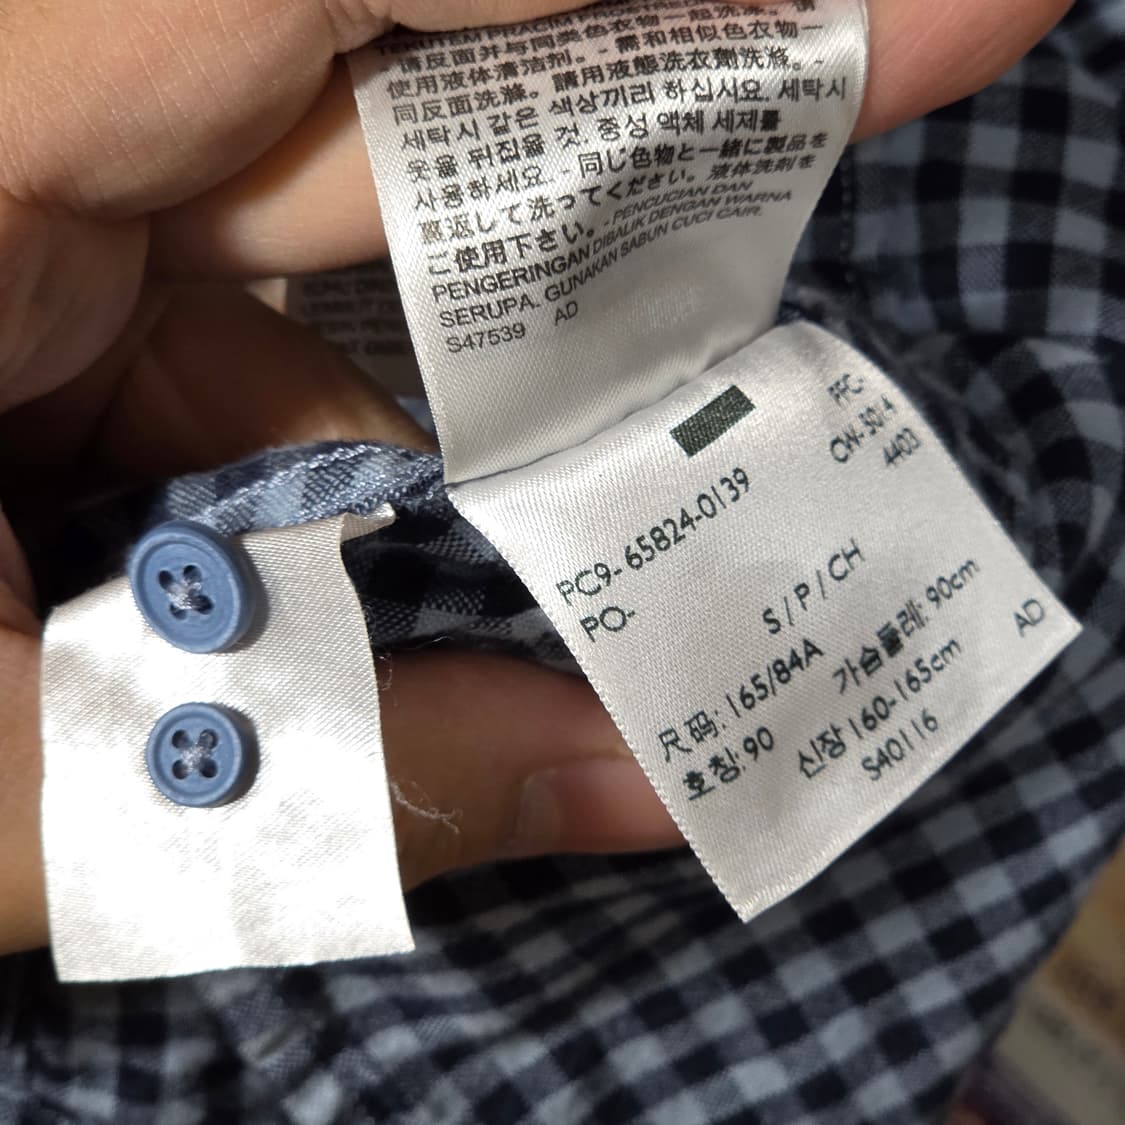 请反面并与同类色衣物一起洗涤。请
使用液体清洁剂。- 需和相似色衣物一
同反面洗滌。請用液態洗衣劑洗滌。-
세탁시 같은 색상끼리 하십시요. 세탁시
옷을 뒤집을 것. 중성 액체 세제를
사용하세요. - 同じ色物と一緒に製品を
裏返して洗ってください。液体洗剤を
ご使用下さい。- PENCUCIAN DAN
PENGERINGAN DIBALIK DENGAN WARNA
SERUPA. GUNAKAN SABUN CUCI CAIR.
S47539 AD
FFC-
CW-5014
4403
PC9-65824-0139
PO-
S / P / CH
尺码: 165/84A
가슴둘레: 90cm
호칭: 90
신장 160-165cm
AD
S40116